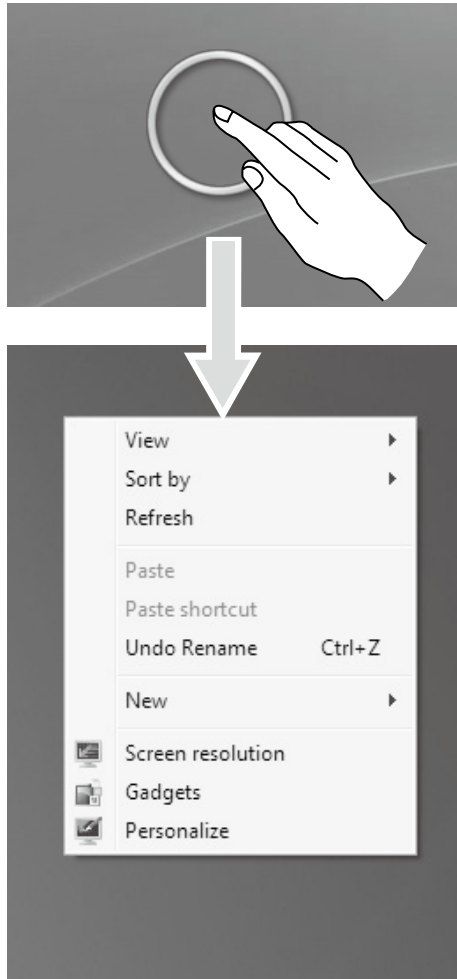 View
Sort by
Refresh
Paste
Paste shortcut
Undo Rename Ctrl+Z
New
Screen resolution
Gadgets
Personalize